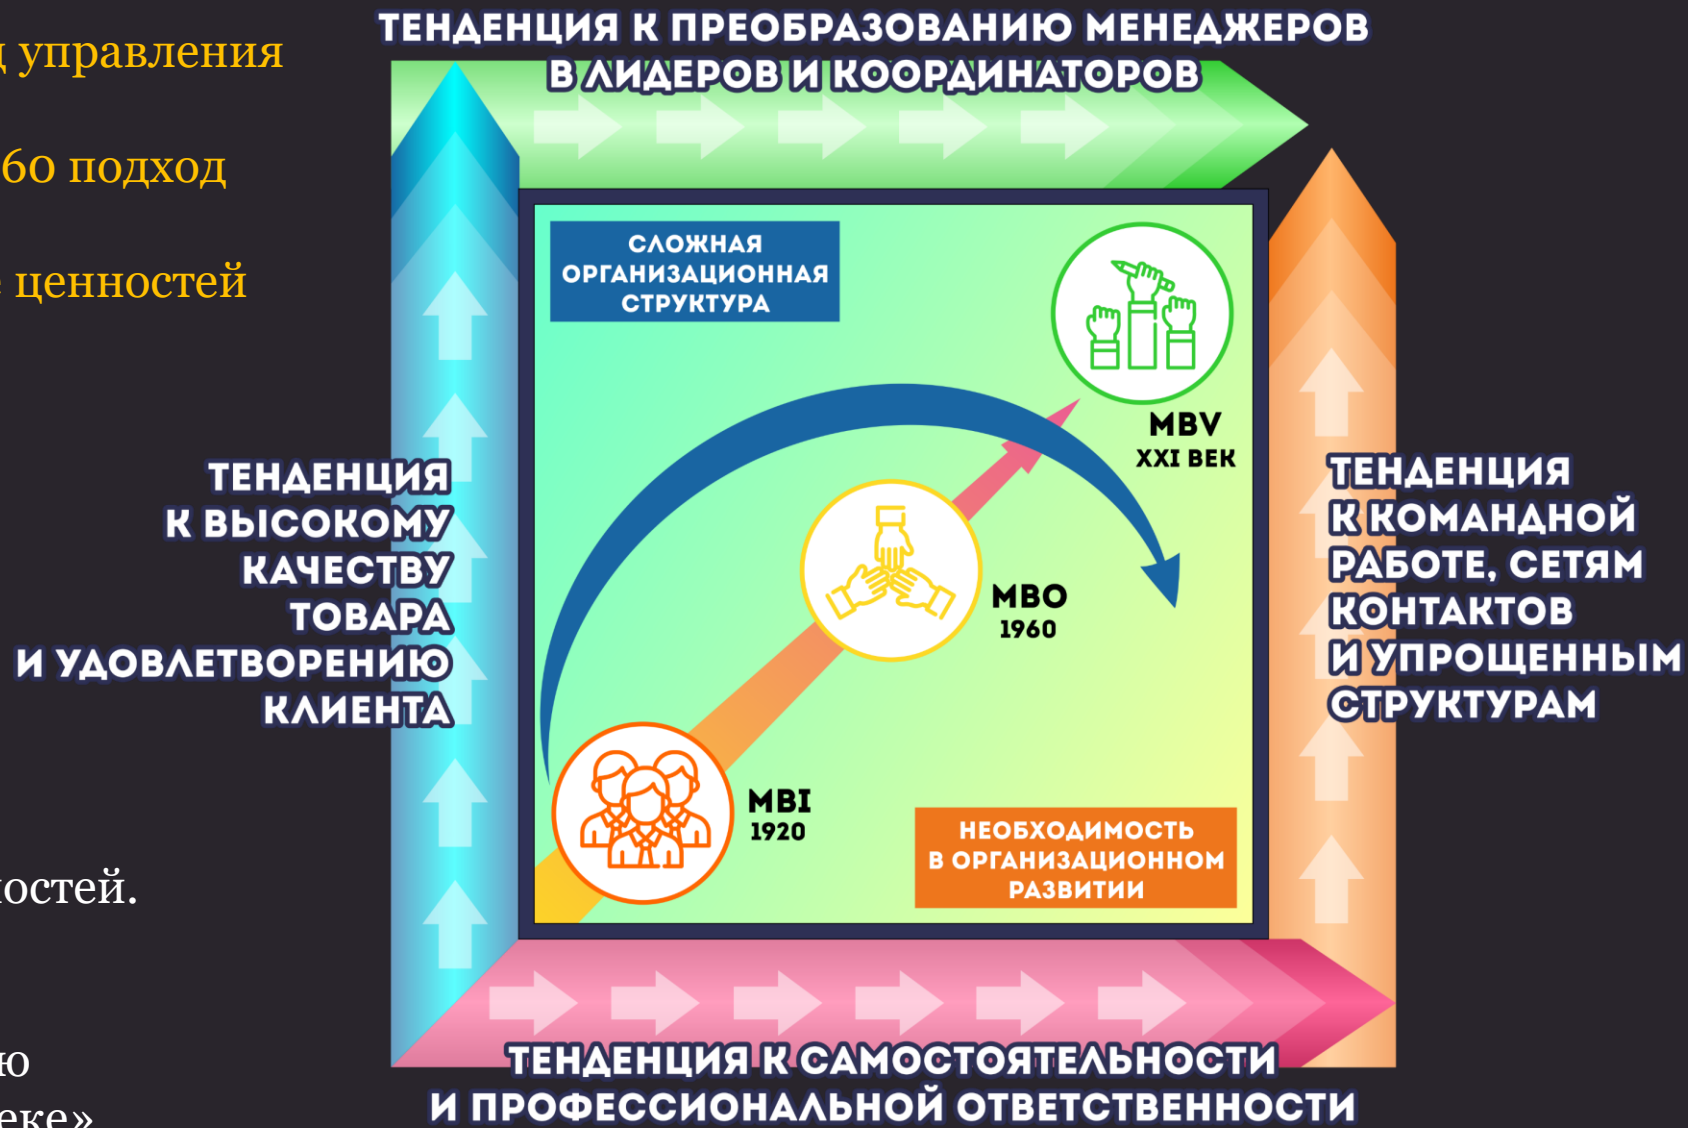 управления
подход
ценностей
ТЕНДЕНЦИЯ К ПРЕОБРАЗОВАНИЮ МЕНЕДЖЕРОВ
В ЛИДЕРОВ И КООРДИНАТОРОВ
СЛОЖНАЯ
ОРГАНИЗАЦИОННАЯ
СТРУКТУРА
MBV
XXI ВЕК
ТЕНДЕНЦИЯ
К ВЫСОКОМУ
КАЧЕСТВУ
ТОВАРА
И УДОВЛЕТВОРЕНИЮ
КЛИЕНТА
MBO
1960
ТЕНДЕНЦИЯ
К КОМАНДНОЙ
РАБОТЕ, СЕТЯМ
КОНТАКТОВ
И УПРОЩЕННЫМ
СТРУКТУРАМ
MBI
1920
НЕОБХОДИМОСТЬ
В ОРГАНИЗАЦИОННОМ
РАЗВИТИИ
ТЕНДЕНЦИЯ К САМОСТОЯТЕЛЬНОСТИ
И ПРОФЕССИОНАЛЬНОЙ ОТВЕТСТВЕННОСТИ